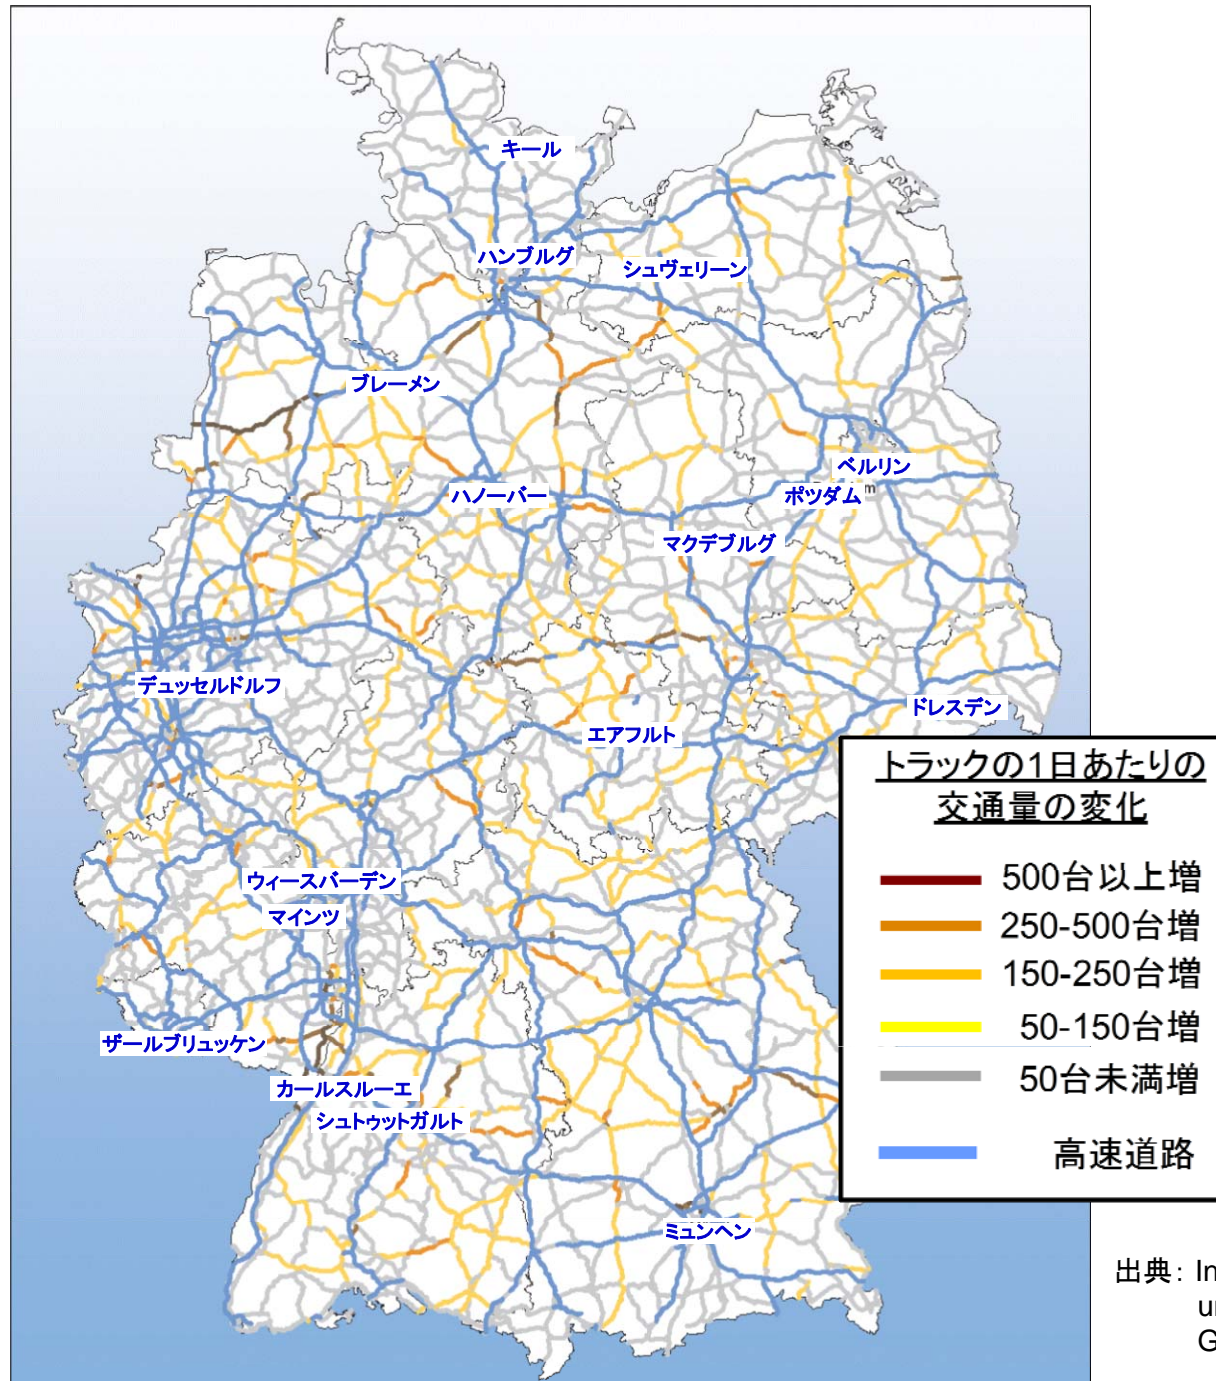 キール
ハンブルグ
シュヴェリーン
ブレーメン
ベルリン
ハノーバー
ポツダム
m
マクデブルグ
デュッセルドルフ
ドレスデン
エアフルト
トラックの1日あたりの
交通量の変化
500台以上増
250-500台増
150-250台増
50-150台増
50台未満増
高速道路
ウィースバーデン
マインツ
ザールブリュッケン
カールスルーエ
シュトゥットガルト
ミュンヘン
出典： In
ur
G